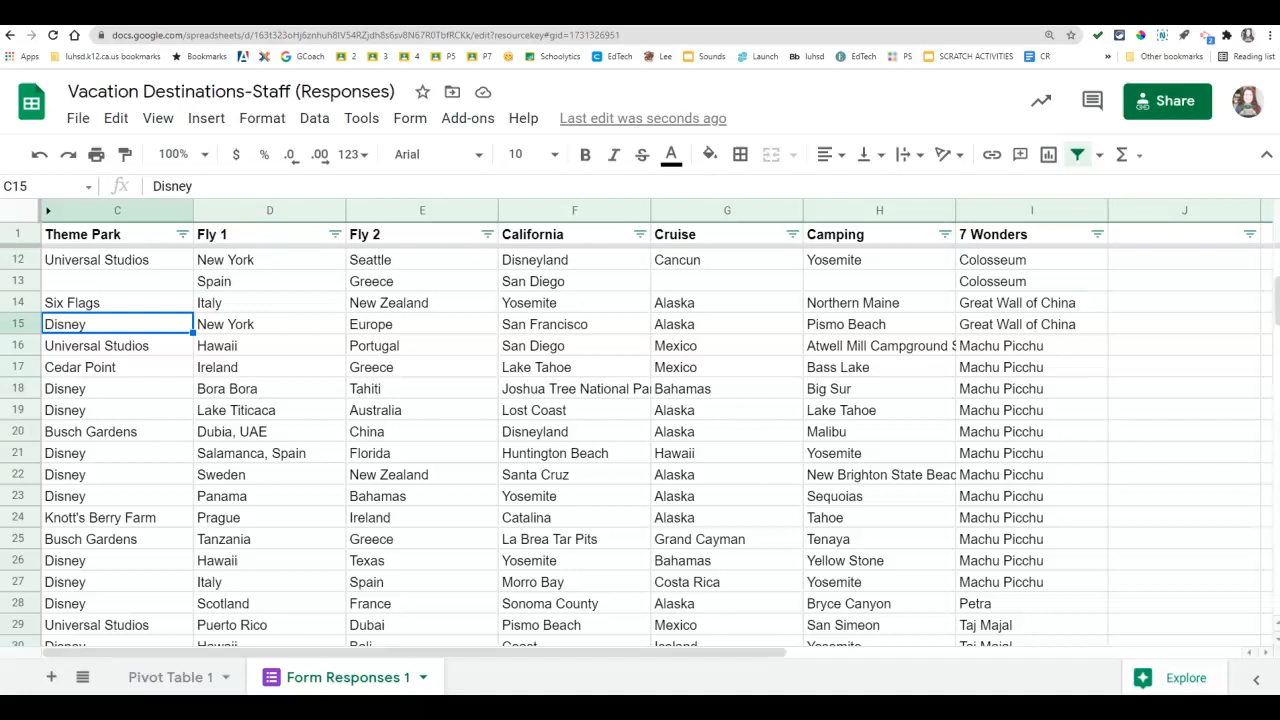 docs.google.com/spreadsheets/d/163t323oHj6znhuh8IV54RZjdh8s6sv8N67R0TbfRCKk/edit?resourcekey#gid=1731326951
Apps luhsd.k12.ca.us bookmarks Bookmarks GCoach 2 3 4 P5 P7 Schoolytics EdTech Lee Sounds Launch Bb luhsd EdTech PS SCRATCH ACTIVITIES CR » Other bookmarks Reading list
Vacation Destinations-Staff (Responses)
File Edit View Insert Format Data Tools Form Add-ons Help Last edit was seconds ago
Share
100% $ % .0 .00 123 Arial 10 B I S A Σ
C15 fx Disney
C D E F G H I J
1 Theme Park Fly 1 Fly 2 California Cruise Camping 7 Wonders
12 Universal Studios New York Seattle Disneyland Cancun Yosemite Colosseum
13 Spain Greece San Diego Colosseum
14 Six Flags Italy New Zealand Yosemite Alaska Northern Maine Great Wall of China
15 Disney New York Europe San Francisco Alaska Pismo Beach Great Wall of China
16 Universal Studios Hawaii Portugal San Diego Mexico Atwell Mill Campground S Machu Picchu
17 Cedar Point Ireland Greece Lake Tahoe Mexico Bass Lake Machu Picchu
18 Disney Bora Bora Tahiti Joshua Tree National Par Bahamas Big Sur Machu Picchu
19 Disney Lake Titicaca Australia Lost Coast Alaska Lake Tahoe Machu Picchu
20 Busch Gardens Dubia, UAE China Disneyland Alaska Malibu Machu Picchu
21 Disney Salamanca, Spain Florida Huntington Beach Hawaii Yosemite Machu Picchu
22 Disney Sweden New Zealand Santa Cruz Alaska New Brighton State Beac Machu Picchu
23 Disney Panama Bahamas Yosemite Alaska Sequoias Machu Picchu
24 Knott's Berry Farm Prague Ireland Catalina Alaska Tahoe Machu Picchu
25 Busch Gardens Tanzania Greece La Brea Tar Pits Grand Cayman Tenaya Machu Picchu
26 Disney Hawaii Texas Yosemite Bahamas Yellow Stone Machu Picchu
27 Disney Italy Spain Morro Bay Costa Rica Yosemite Machu Picchu
28 Disney Scotland France Sonoma County Alaska Bryce Canyon Petra
29 Universal Studios Puerto Rico Dubai Pismo Beach Mexico San Simeon Taj Majal
30 Disney Hawaii Bali Coast Iceland Yosemite Taj Majal
+ Pivot Table 1 Form Responses 1 Explore